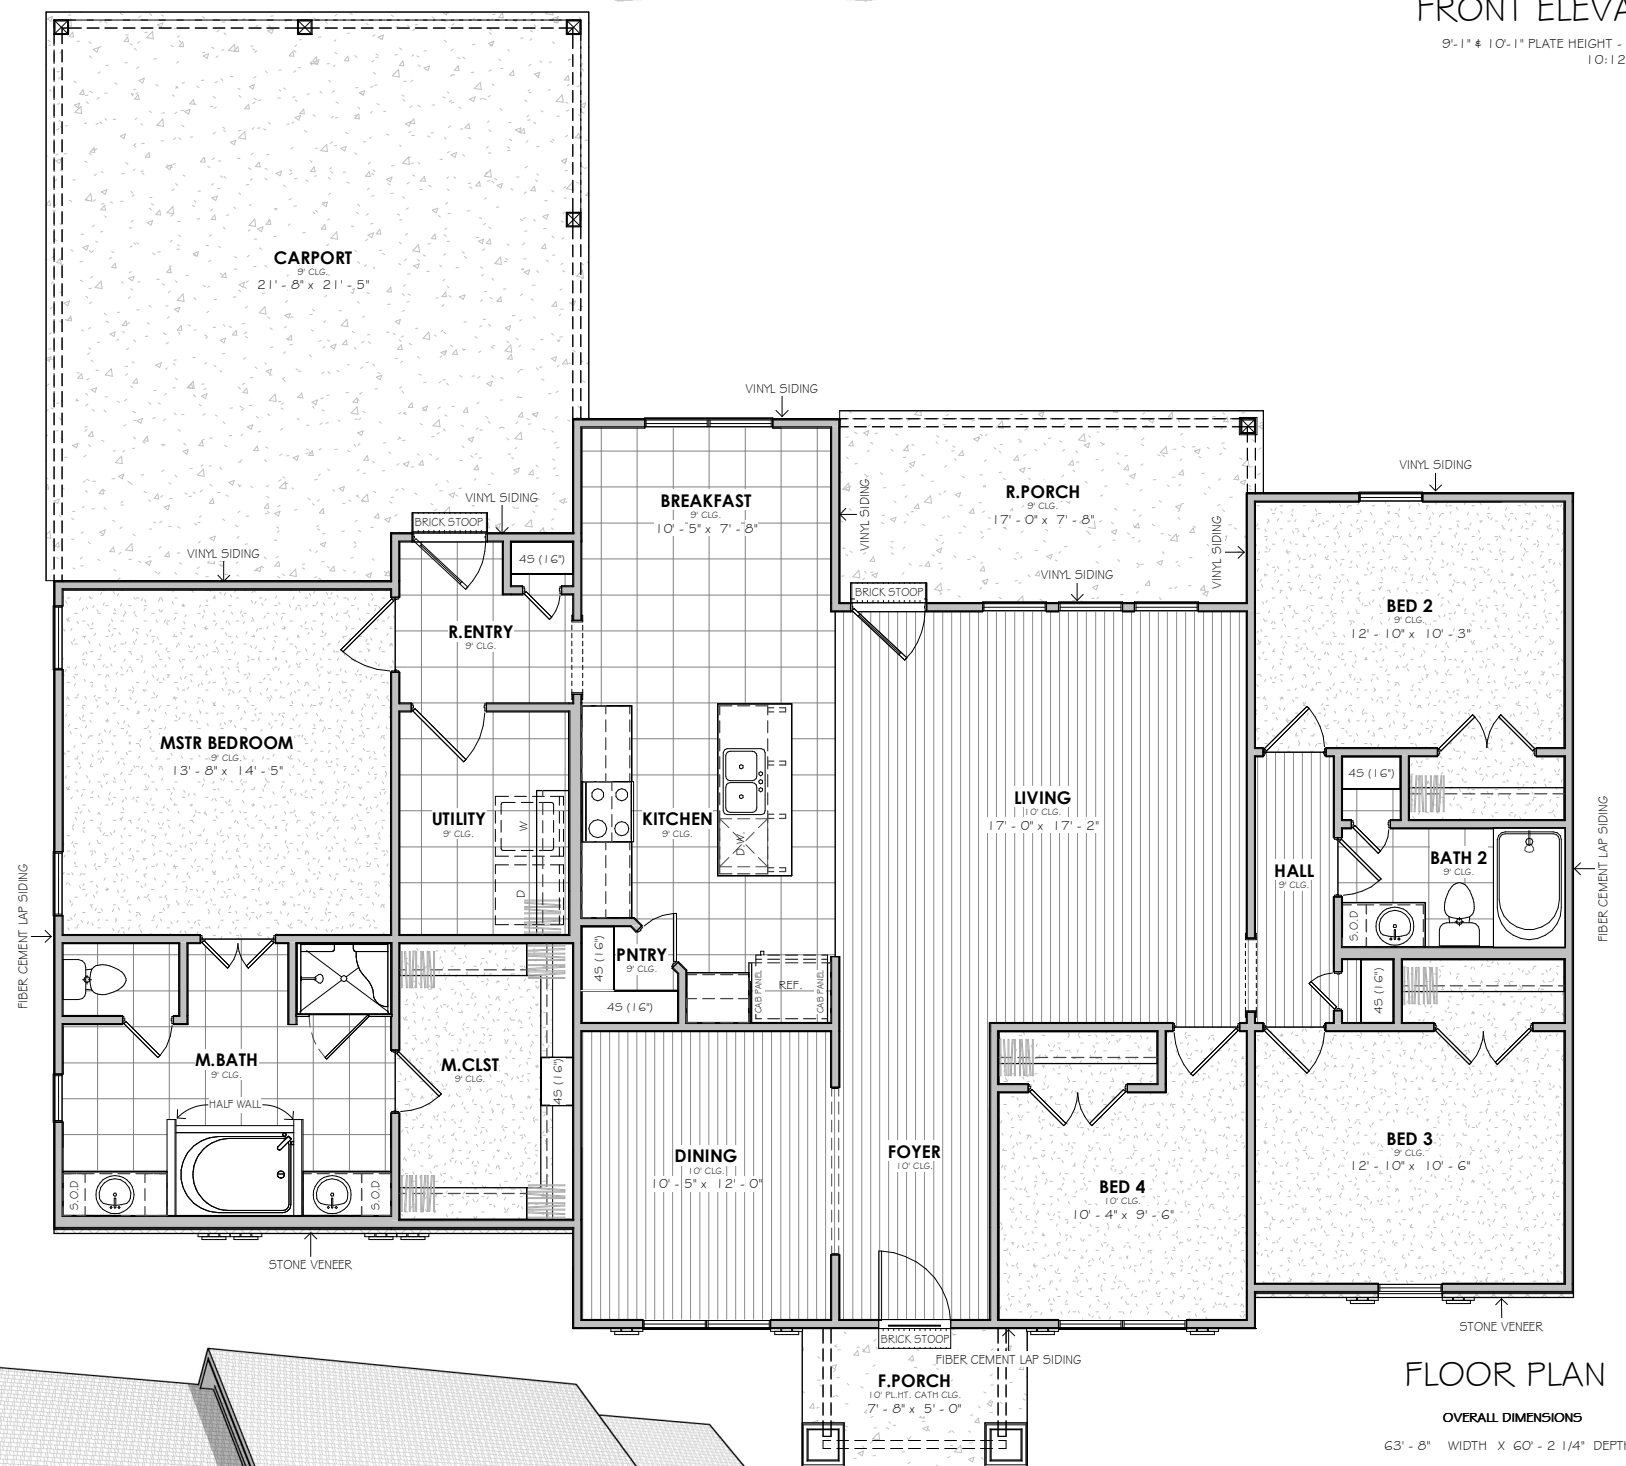 FRONT ELEVA
9'-1" & 10'-1" PLATE HEIGHT -
10:12
CARPORT
9' CLG.
21' - 8" x 21' - 5"
VINYL SIDING
VINYL SIDING
BREAKFAST
9' CLG.
10' - 5" x 7' - 8"
VINYL SIDING
R.PORCH
9' CLG.
17' - 0" x 7' - 8"
VINYL SIDING
VINYL SIDING
VINYL SIDING
BRICK STOOP
VINYL SIDING
4S (16")
VINYL SIDING
BRICK STOOP
R.ENTRY
9' CLG.
BED 2
9' CLG.
12' - 10" x 10' - 3"
MSTR BEDROOM
9' CLG.
13' - 8" x 14' - 5"
UTILITY
9' CLG.
W
D
KITCHEN
9' CLG.
D.W.
LIVING
10' CLG.
17' - 0" x 17' - 2"
4S (16")
HALL
9' CLG.
BATH 2
9' CLG.
S.O.D
FIBER CEMENT LAP SIDING
FIBER CEMENT LAP SIDING
PNTRY
9' CLG.
4S (16")
4S (16")
CAB PANEL
REF.
CAB PANEL
4S (16")
M.BATH
9' CLG.
HALF WALL
S.O.D
S.O.D
M.CLST
9' CLG.
4S (16")
DINING
10' CLG.
10' - 5" x 12' - 0"
FOYER
10' CLG.
BED 4
10' CLG.
10' - 4" x 9' - 6"
BED 3
9' CLG.
12' - 10" x 10' - 6"
STONE VENEER
STONE VENEER
BRICK STOOP
FIBER CEMENT LAP SIDING
F.PORCH
10' PL.HT. CATH CLG.
7' - 8" x 5' - 0"
FLOOR PLAN
OVERALL DIMENSIONS
63' - 8" WIDTH X 60' - 2 1/4" DEPTH